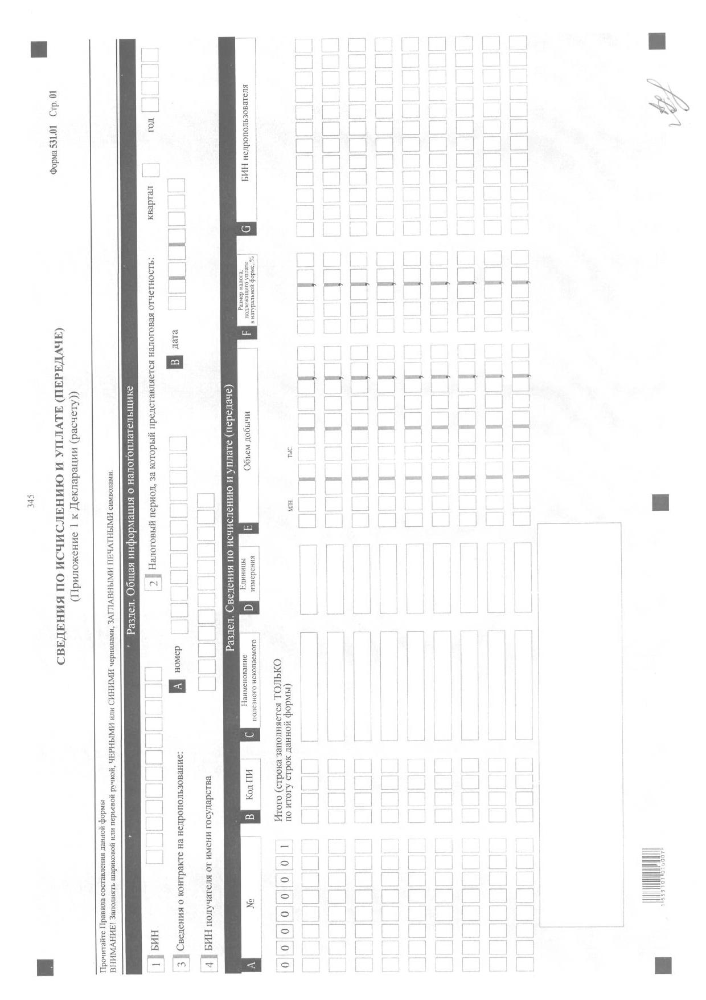 345
Форма 531.01 Стр. 01
СВЕДЕНИЯ ПО ИСЧИСЛЕНИЮ И УПЛАТЕ (ПЕРЕДАЧЕ)
(Приложение 1 к Декларации (расчету))
Прочитайте Правила составления данной формы
ВНИМАНИЕ! Заполнять шариковой или перьевой ручкой, ЧЕРНЫМИ или СИНИМИ чернилами, ЗАГЛАВНЫМИ ПЕЧАТНЫМИ символами.
Раздел. Общая информация о налогоплательщике
1 БИН 2 Налоговый период, за который представляется налоговая отчетность: квартал год
3 Сведения о контракте на недропользование: A номер B дата
4 БИН получателя от имени государства
Раздел. Сведения по исчислению и уплате (передаче)
A №
B Код ПИ
C Наименование
полезного ископаемого
D Единицы
измерения
E Объем добычи
F Размер налога,
подлежащего уплате
в натуральной форме, %
G БИН недропользователя
0 0 0 0 0 0 0 1 Итого (строка заполняется ТОЛЬКО
по итогу строк данной формы)
млн. тыс.
, ,
, ,
, ,
, ,
, ,
, ,
, ,
, ,
, ,